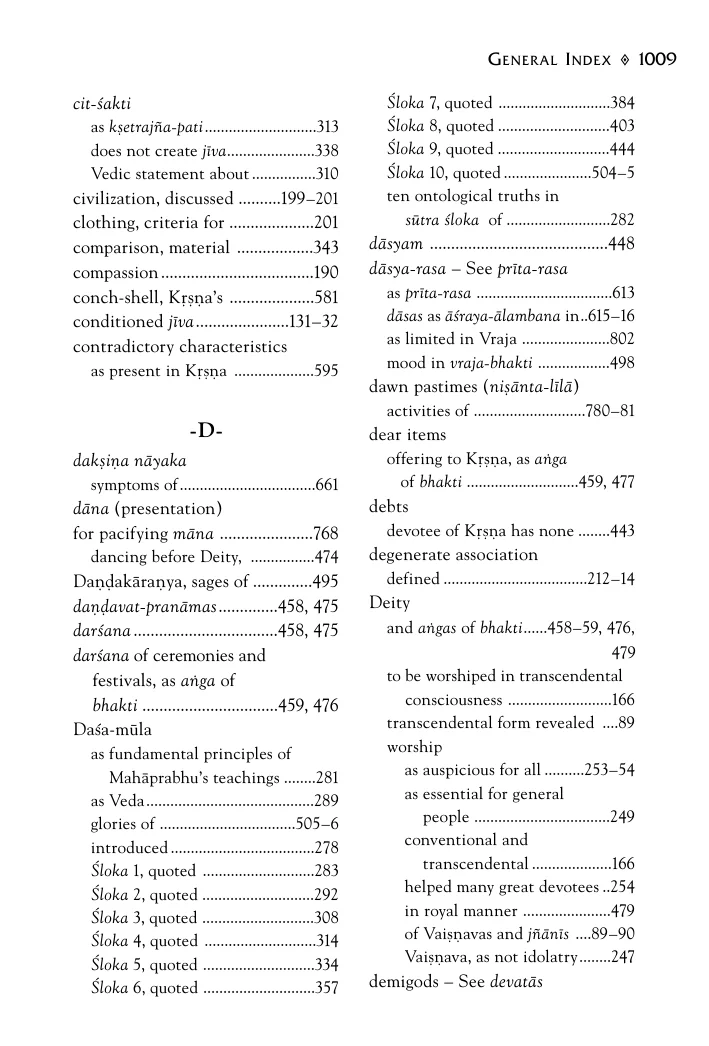 GENERAL INDEX ◊ 1009
cit-śakti
as kṣetrajña-pati............................313
does not create jīva......................338
Vedic statement about................310
civilization, discussed ..........199–201
clothing, criteria for ....................201
comparison, material ..................343
compassion....................................190
conch-shell, Kṛṣṇa’s ....................581
conditioned jīva......................131–32
contradictory characteristics
as present in Kṛṣṇa ....................595
-D-
dakṣiṇa nāyaka
symptoms of..................................661
dāna (presentation)
for pacifying māna ......................768
dancing before Deity, ................474
Daṇḍakāraṇya, sages of .............495
daṇḍavat-pranāmas..............458, 475
darśana..................................458, 475
darśana of ceremonies and
festivals, as aṅga of
bhakti ................................459, 476
Daśa-mūla
as fundamental principles of
Mahāprabhu’s teachings ........281
as Veda..........................................289
glories of ..................................505–6
introduced....................................278
Śloka 1, quoted ............................283
Śloka 2, quoted ............................292
Śloka 3, quoted ............................308
Śloka 4, quoted ............................314
Śloka 5, quoted ............................334
Śloka 6, quoted ............................357
Śloka 7, quoted ............................384
Śloka 8, quoted ............................403
Śloka 9, quoted ............................444
Śloka 10, quoted......................504–5
ten ontological truths in
sūtra śloka of ..........................282
dāsyam ..........................................448
dāsya-rasa – See prīta-rasa
as prīta-rasa ..................................613
dāsas as āśraya-ālambana in..615–16
as limited in Vraja ......................802
mood in vraja-bhakti ..................498
dawn pastimes (niṣānta-līlā)
activities of ............................780–81
dear items
offering to Kṛṣṇa, as aṅga
of bhakti ............................459, 477
debts
devotee of Kṛṣṇa has none ........443
degenerate association
defined ....................................212–14
Deity
and aṅgas of bhakti......458–59, 476,
479
to be worshiped in transcendental
consciousness ..........................166
transcendental form revealed ....89
worship
as auspicious for all ..........253–54
as essential for general
people ..................................249
conventional and
transcendental ....................166
helped many great devotees ..254
in royal manner ......................479
of Vaiṣṇavas and jñānīs ....89–90
Vaiṣṇava, as not idolatry........247
demigods – See devatās